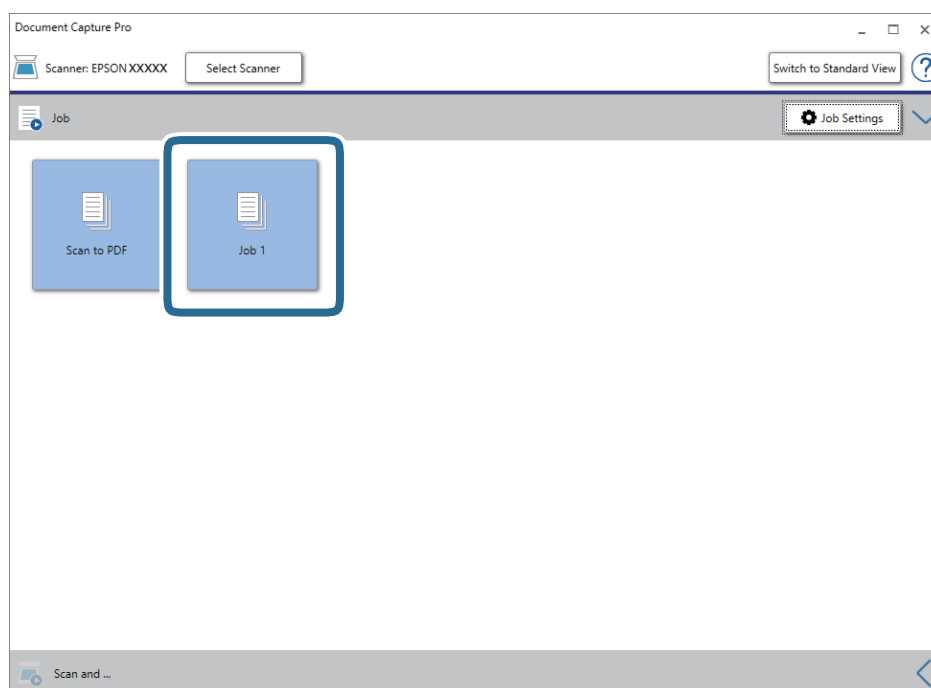 Document Capture Pro
Scanner: EPSON XXXXX
Select Scanner
Switch to Standard View
?
Job
Job Settings
Scan to PDF
Job 1
Scan and ...